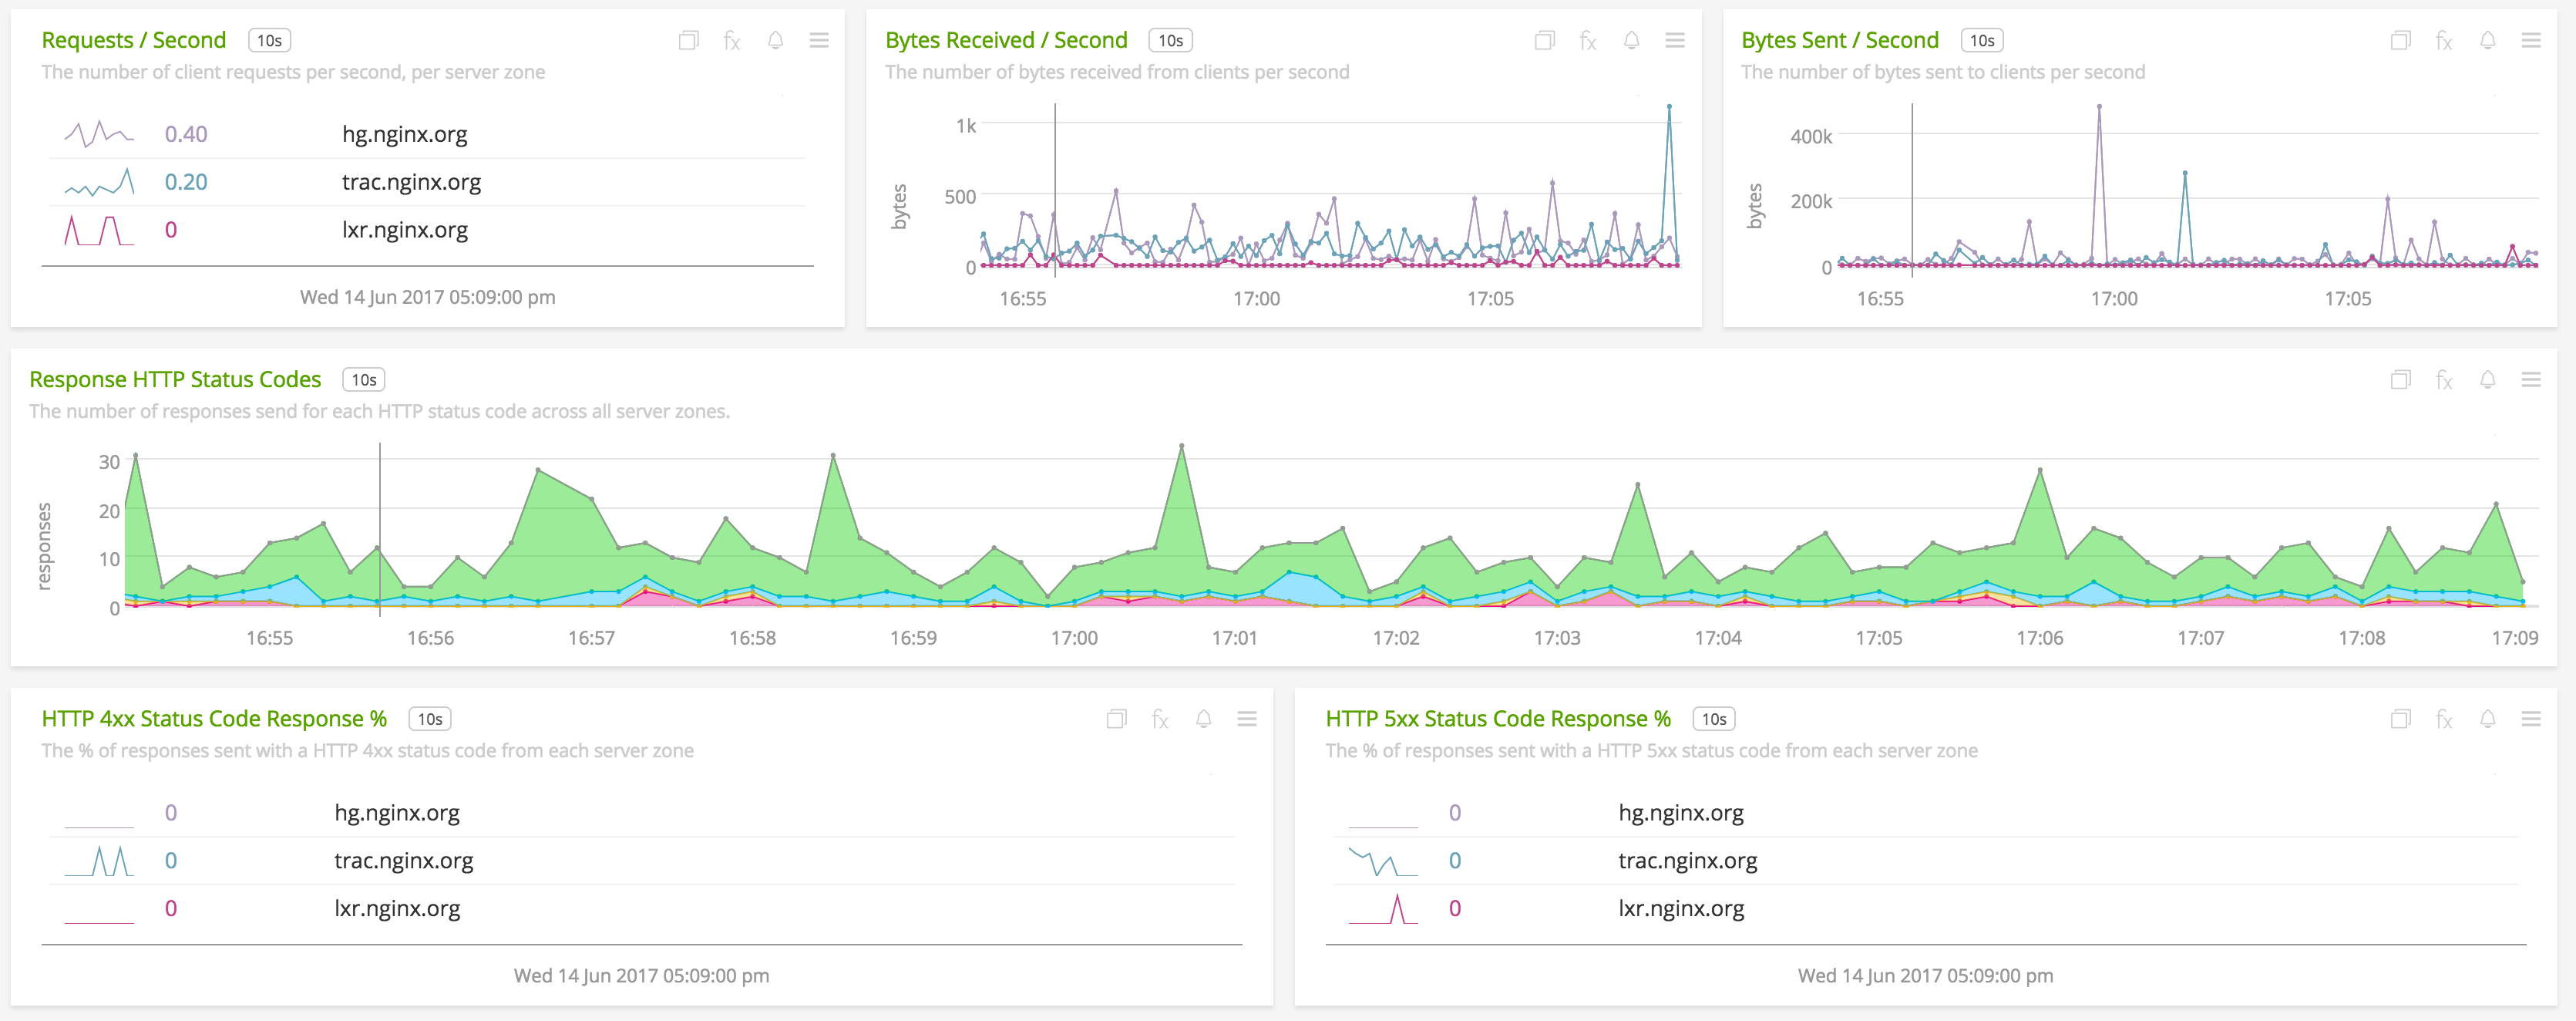 Requests / Second 10s
The number of client requests per second, per server zone
0.40 hg.nginx.org
0.20 trac.nginx.org
0 lxr.nginx.org
Wed 14 Jun 2017 05:09:00 pm
Bytes Received / Second 10s
The number of bytes received from clients per second
bytes
1k
500
0
16:55 17:00 17:05
Bytes Sent / Second 10s
The number of bytes sent to clients per second
bytes
400k
200k
0
16:55 17:00 17:05
Response HTTP Status Codes 10s
The number of responses send for each HTTP status code across all server zones.
responses
30
20
10
0
16:55 16:56 16:57 16:58 16:59 17:00 17:01 17:02 17:03 17:04 17:05 17:06 17:07 17:08 17:09
HTTP 4xx Status Code Response % 10s
The % of responses sent with a HTTP 4xx status code from each server zone
0 hg.nginx.org
0 trac.nginx.org
0 lxr.nginx.org
Wed 14 Jun 2017 05:09:00 pm
HTTP 5xx Status Code Response % 10s
The % of responses sent with a HTTP 5xx status code from each server zone
0 hg.nginx.org
0 trac.nginx.org
0 lxr.nginx.org
Wed 14 Jun 2017 05:09:00 pm